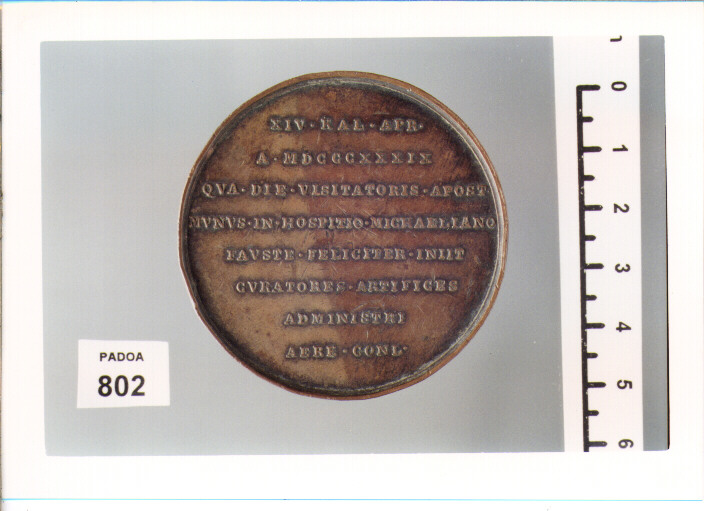 XIV · KAL · APR ·
A · MDCCCXXXIX
QVA · DIE · VISITATORIS · APOST ·
MVNVS · IN · HOSPITIO · MICHAELIANO
FAVSTE · FELICITER · INIIT
CVRATORES · ARTIFICES
ADMINISTRI
AERE · CONL ·
PADOA
802
0
1
2
3
4
5
6